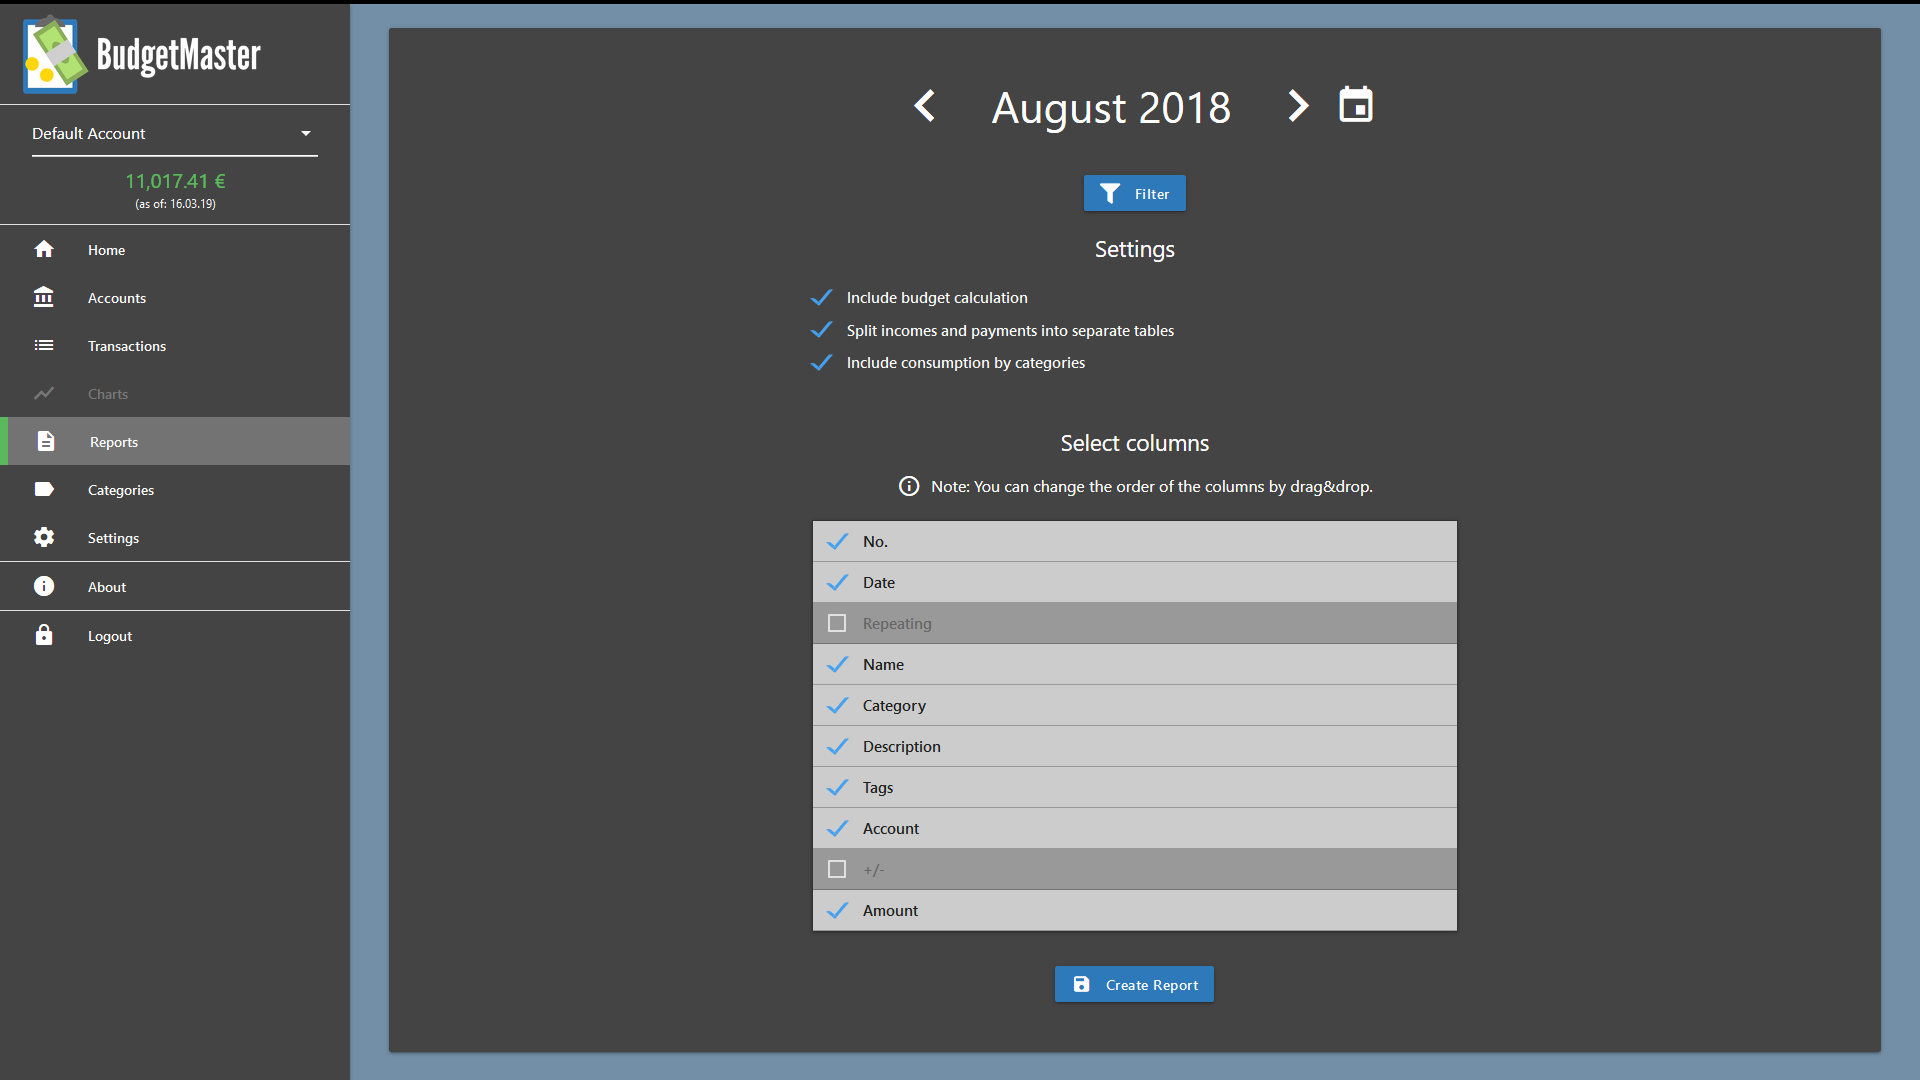 BudgetMaster
Default Account
11,017.41 €
(as of: 16.03.19)
Home
Accounts
Transactions
Charts
Reports
Categories
Settings
About
Logout
August 2018
Filter
Settings
Include budget calculation
Split incomes and payments into separate tables
Include consumption by categories
Select columns
Note: You can change the order of the columns by drag&drop.
No.
Date
Repeating
Name
Category
Description
Tags
Account
+/-
Amount
Create Report